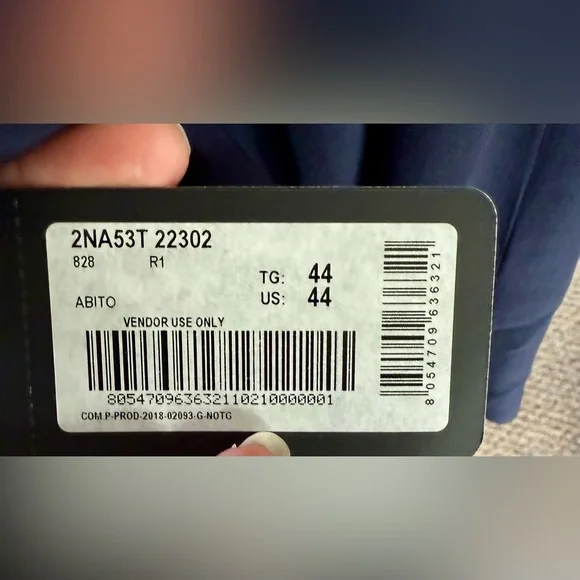 2NA53T 22302
828 R1
TG: 44
US: 44
ABITO
VENDOR USE ONLY
805470963632110210000001
COM.P-PROD-2018-02093-G-NOTG
8 054709 636321